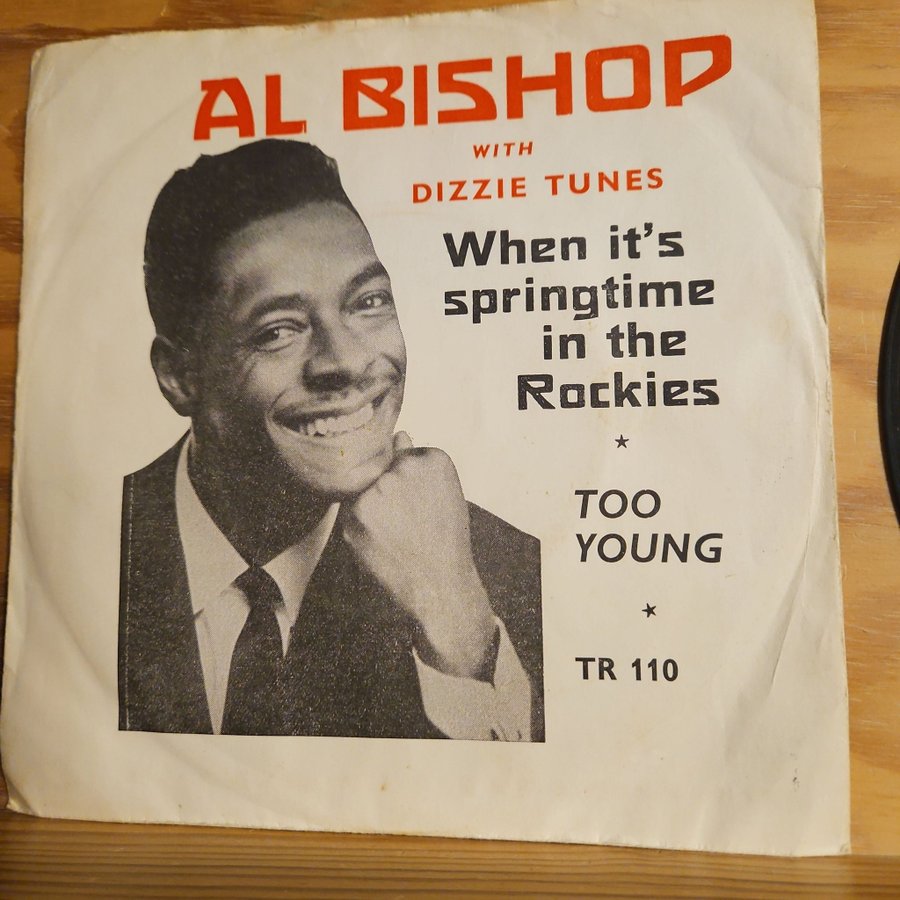 AL BISHOP
WITH
DIZZIE TUNES
When it's
springtime
in the
Rockies
TOO
YOUNG
TR 110